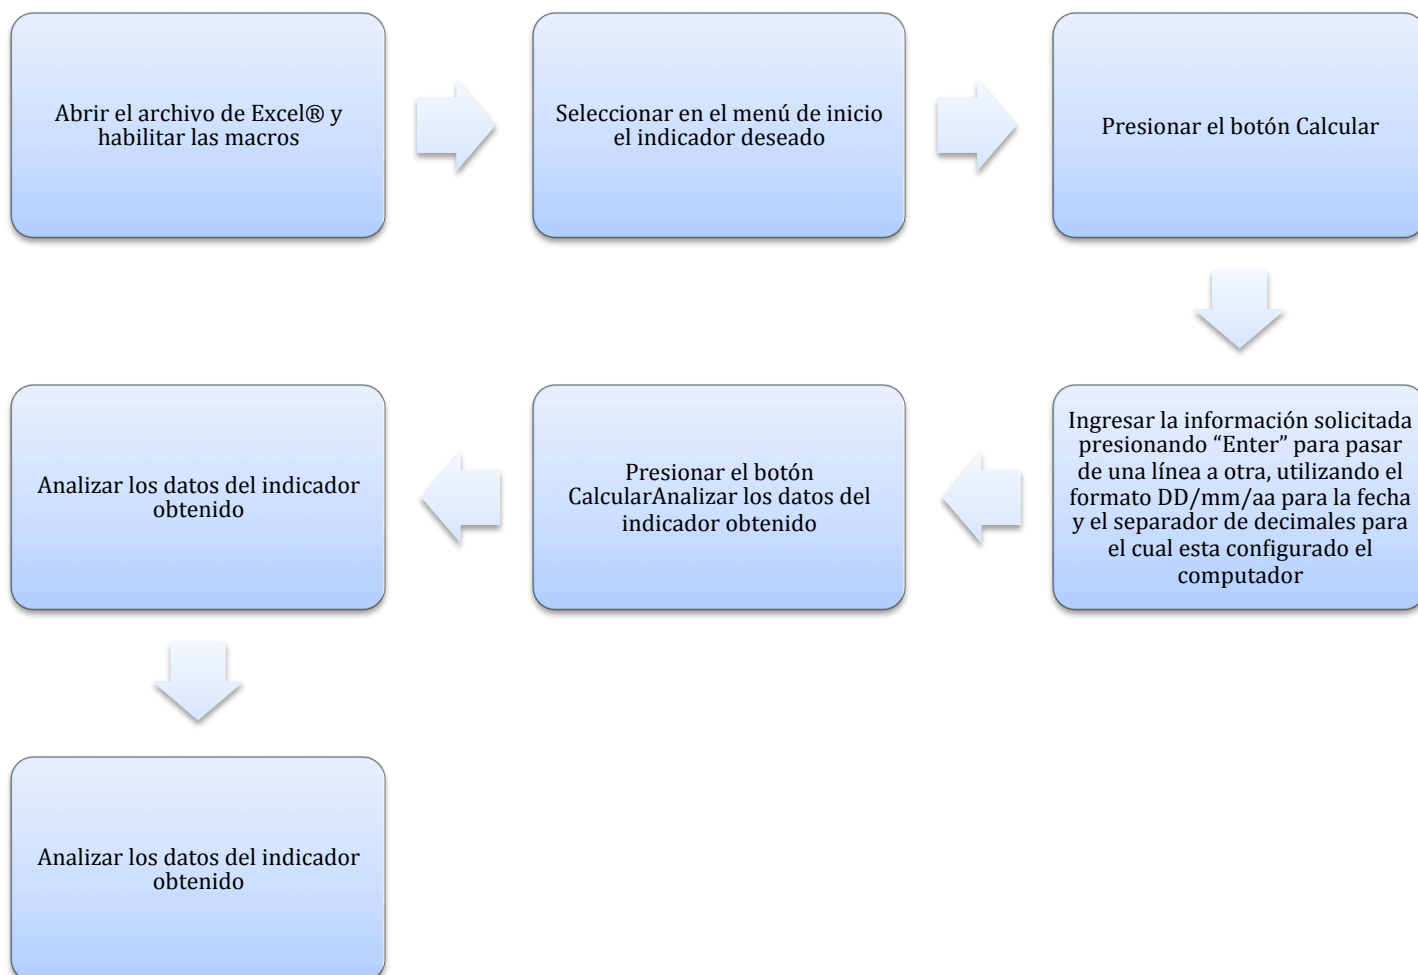 Abrir el archivo de Excel® y
habilitar las macros
Seleccionar en el menú de inicio
el indicador deseado
Presionar el botón Calcular
Ingresar la información solicitada
presionando “Enter” para pasar
de una línea a otra, utilizando el
formato DD/mm/aa para la fecha
y el separador de decimales para
el cual esta configurado el
computador
Presionar el botón
CalcularAnalizar los datos del
indicador obtenido
Analizar los datos del indicador
obtenido
Analizar los datos del indicador
obtenido